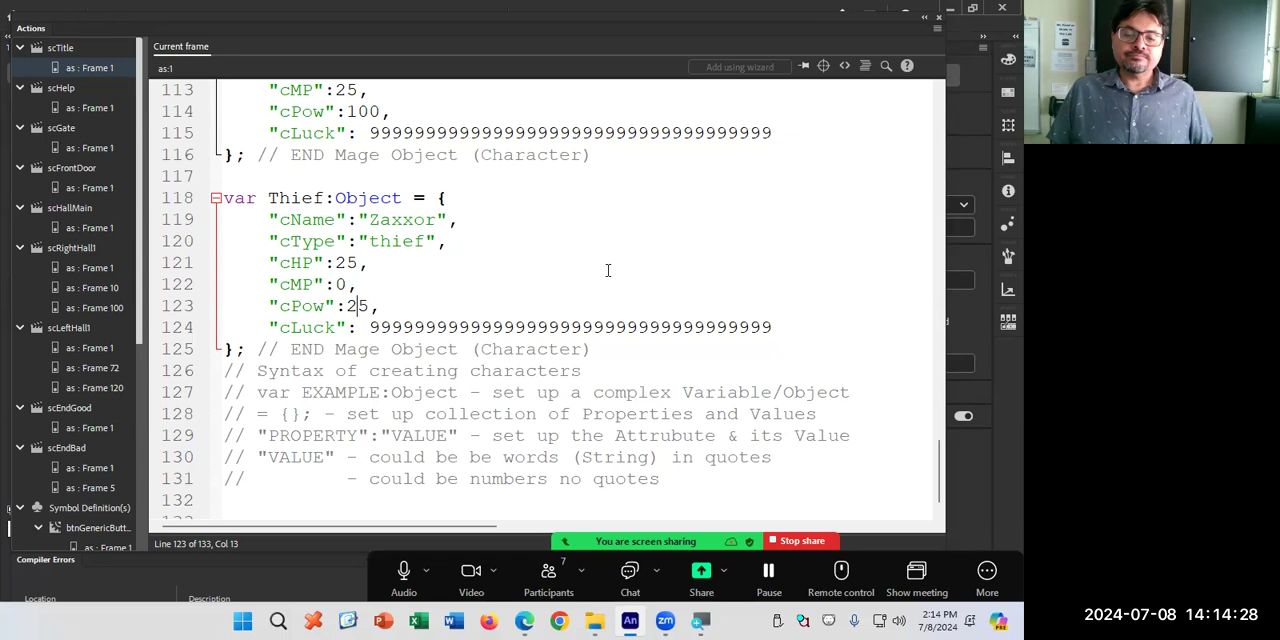 Actions
Current frame
as:1
Add using wizard
scTitle
as : Frame 1
scHelp
as : Frame 1
scGate
as : Frame 1
scFrontDoor
as : Frame 1
scHallMain
as : Frame 1
scRightHall1
as : Frame 1
as : Frame 10
as : Frame 100
scLeftHall1
as : Frame 1
as : Frame 72
as : Frame 120
scEndGood
as : Frame 1
scEndBad
as : Frame 1
as : Frame 5
Symbol Definition(s)
btnGenericButt...
as : Frame 1
113 "cMP":25,
114 "cPow":100,
115 "cLuck": 999999999999999999999999999999999999
116 }; // END Mage Object (Character)
117
118 var Thief:Object = {
119 "cName":"Zaxxor",
120 "cType":"thief",
121 "cHP":25,
122 "cMP":0,
123 "cPow":25,
124 "cLuck": 999999999999999999999999999999999999
125 }; // END Mage Object (Character)
126 // Syntax of creating characters
127 // var EXAMPLE:Object – set up a complex Variable/Object
128 // = {}; – set up collection of Properties and Values
129 // "PROPERTY":"VALUE" – set up the Attrubute & its Value
130 // "VALUE" – could be be words (String) in quotes
131 // – could be numbers no quotes
132
Line 123 of 133, Col 13
You are screen sharing
Stop share
Compiler Errors
Location Description
7
Audio Video Participants Chat Share Pause Remote control Show meeting More
2:14 PM
7/8/2024
2024-07-08 14:14:28